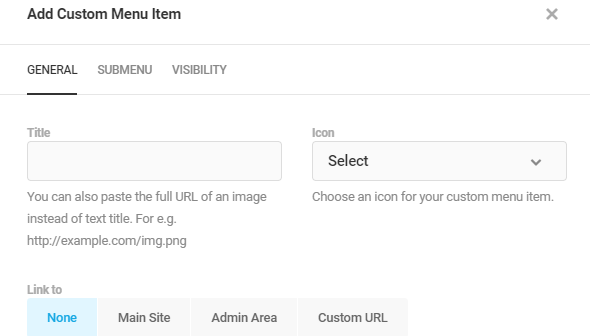 Add Custom Menu Item
GENERAL SUBMENU VISIBILITY
Title
Icon
Select
You can also paste the full URL of an image
instead of text title. For e.g.
http://example.com/img.png
Choose an icon for your custom menu item.
Link to
None Main Site Admin Area Custom URL